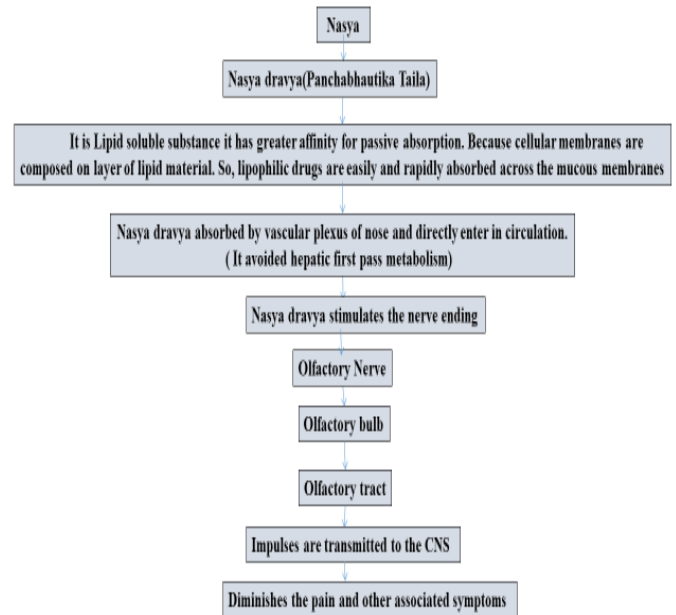 Nasya
Nasya dravya(Panchabhautika Taila)
It is Lipid soluble substance it has greater affinity for passive absorption. Because cellular membranes are
composed on layer of lipid material. So, lipophilic drugs are easily and rapidly absorbed across the mucous membranes
Nasya dravya absorbed by vascular plexus of nose and directly enter in circulation.
( It avoided hepatic first pass metabolism)
Nasya dravya stimulates the nerve ending
Olfactory Nerve
Olfactory bulb
Olfactory tract
Impulses are transmitted to the CNS
Diminishes the pain and other associated symptoms